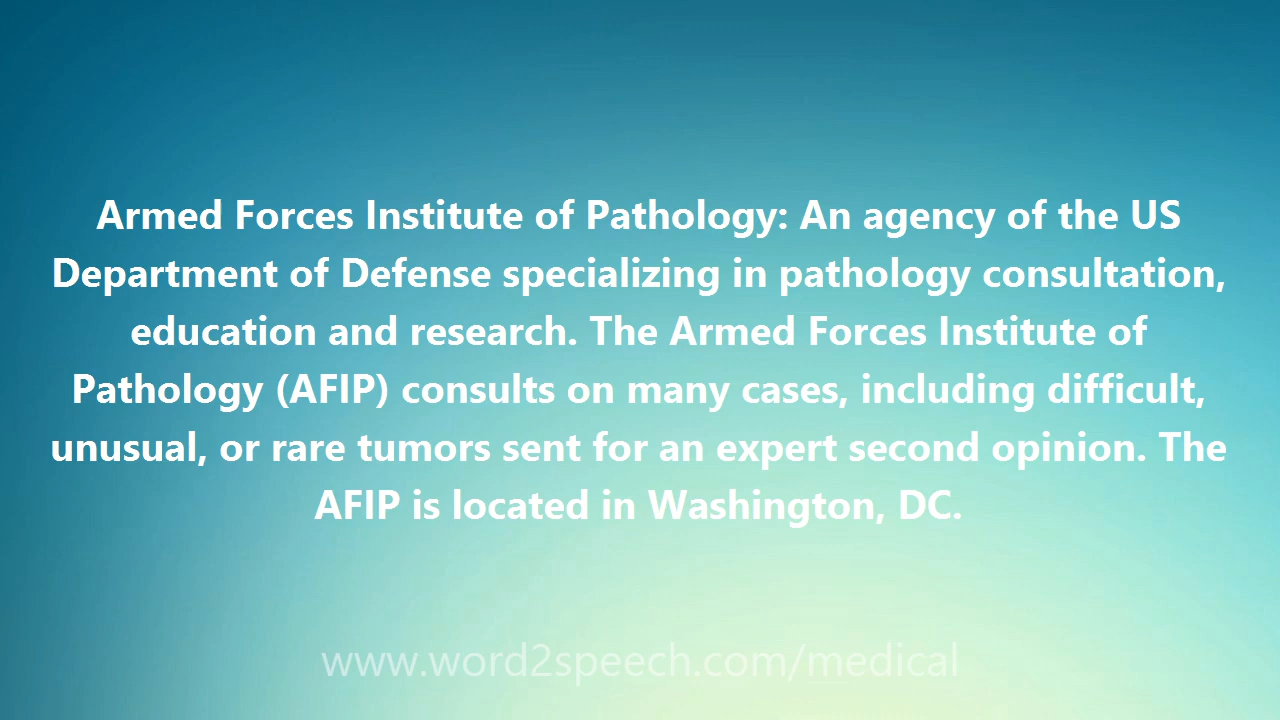 Armed Forces Institute of Pathology: An agency of the US
Department of Defense specializing in pathology consultation,
education and research. The Armed Forces Institute of
Pathology (AFIP) consults on many cases, including difficult,
unusual, or rare tumors sent for an expert second opinion. The
AFIP is located in Washington, DC.
www.word2speech.com/medical